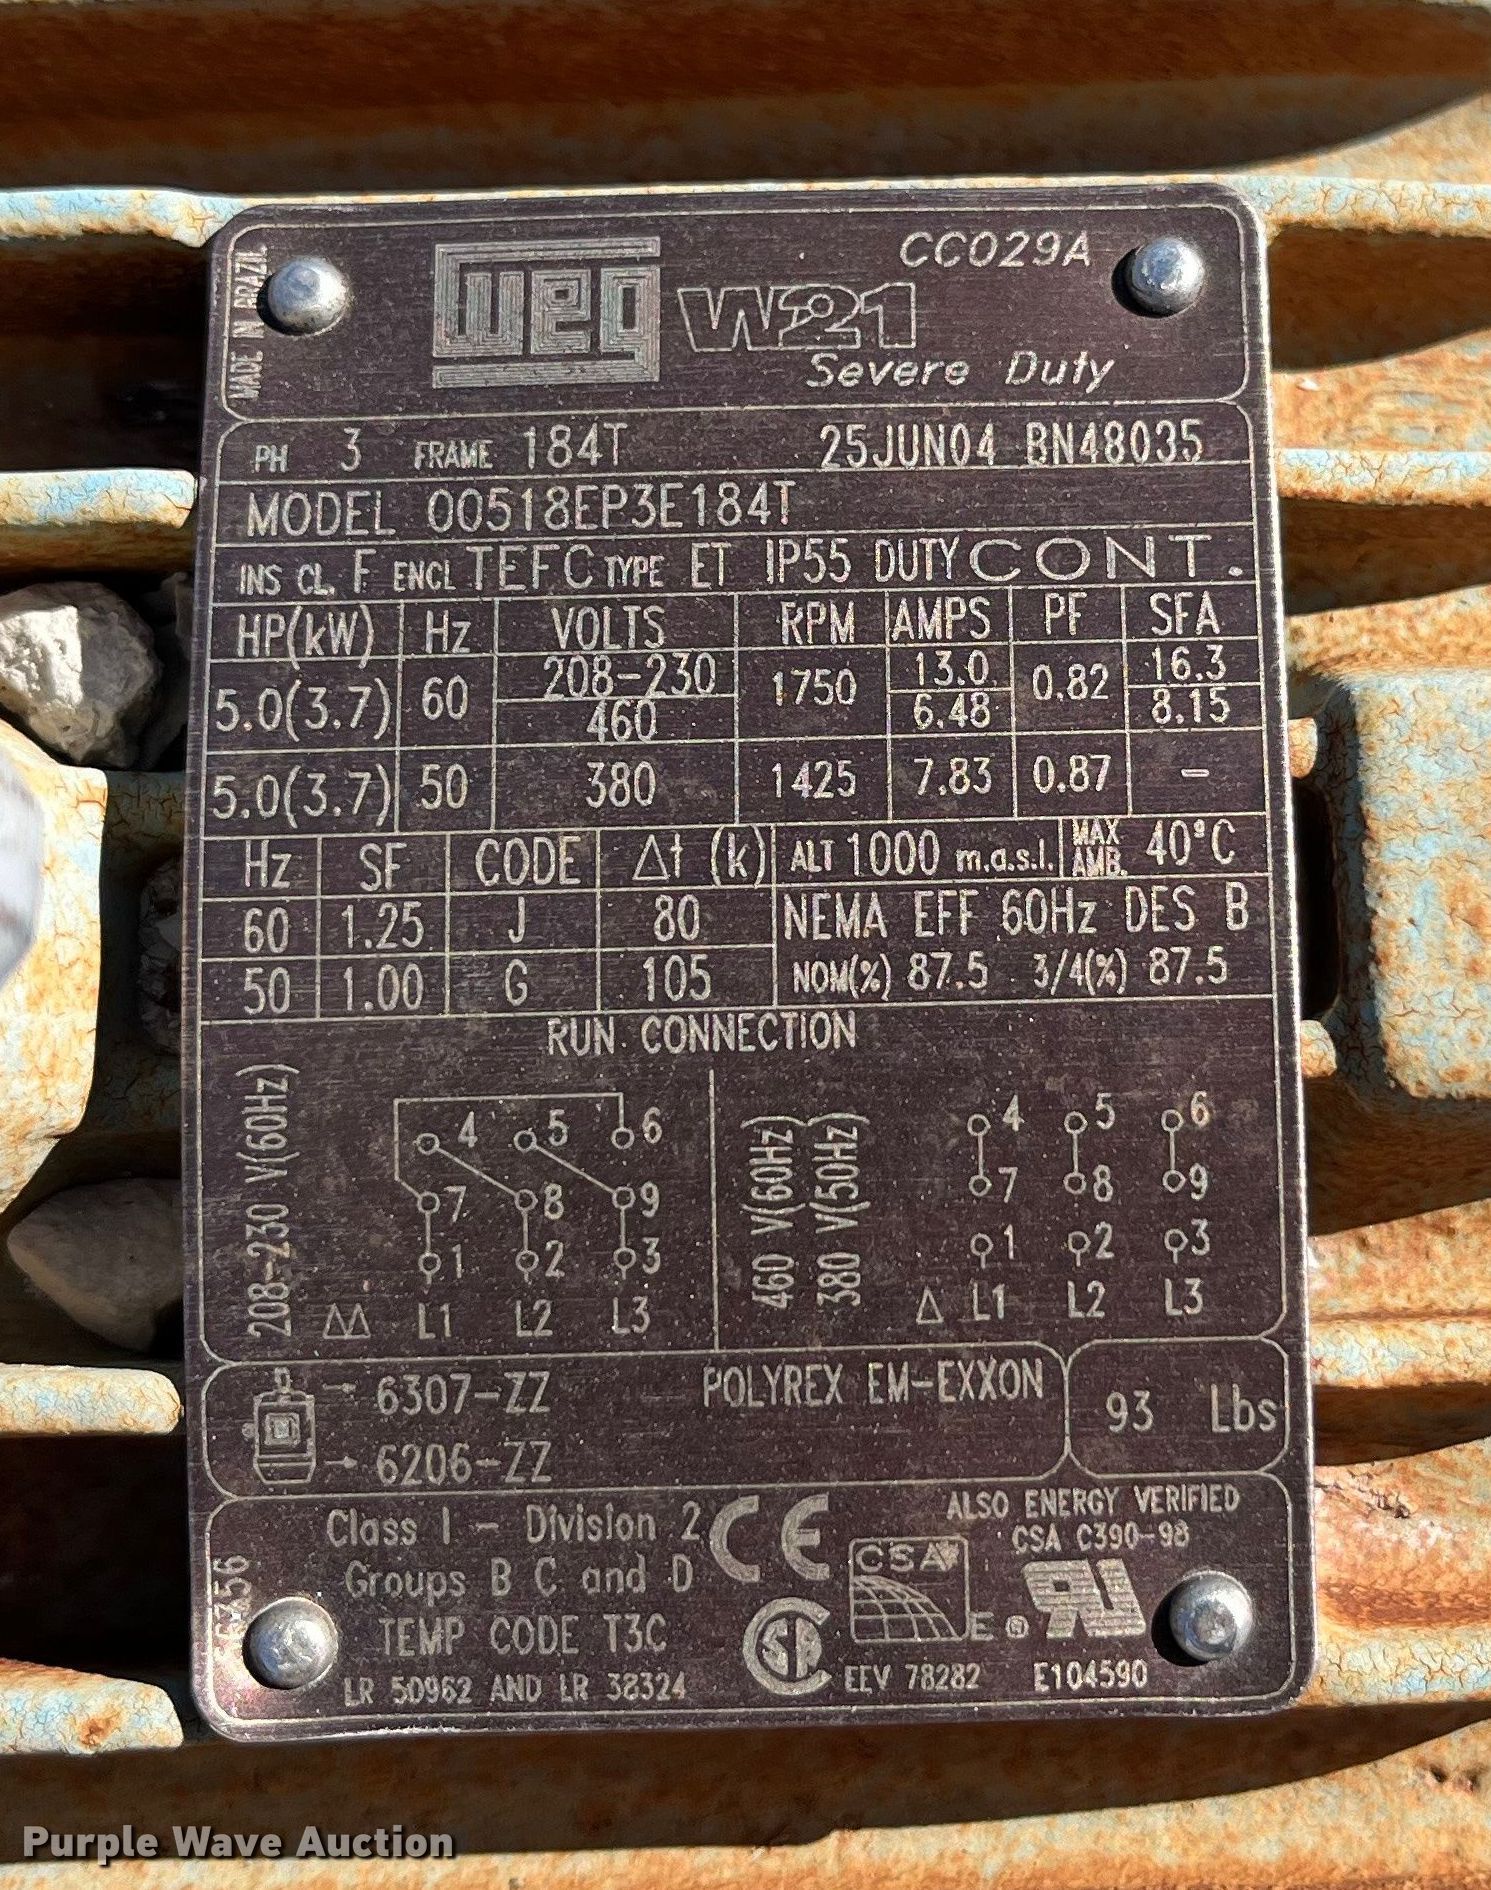 MADE IN BRAZIL
weg W21 CC029A
Severe Duty
PH 3 FRAME 184T 25JUN04 BN48035
MODEL 00518EP3E184T
INS CL. F ENCL TEFC TYPE ET IP55 DUTY CONT.
HP(kW) Hz VOLTS RPM AMPS PF SFA
5.0(3.7) 60 208-230 1750 13.0 0.82 16.3
460 6.48 8.15
5.0(3.7) 50 380 1425 7.83 0.87 -
Hz SF CODE Δt (k) ALT 1000 m.a.s.l. MAX AMB. 40°C
60 1.25 J 80 NEMA EFF 60Hz DES B
50 1.00 G 105 NOM(%) 87.5 3/4(%) 87.5
RUN CONNECTION
208-230 V(60Hz)
4 5 6
7 8 9
1 2 3
ΔΔ L1 L2 L3
460 V(60Hz)
380 V(50Hz)
4 5 6
7 8 9
1 2 3
Δ L1 L2 L3
6307-ZZ POLYREX EM-EXXON
6206-ZZ
93 Lbs
Class I - Division 2
Groups B C and D
TEMP CODE T3C
LR 50962 AND LR 38324
CE
ALSO ENERGY VERIFIED
CSA C390-98
CSA
E
EEV 78282
E104590
Purple Wave Auction